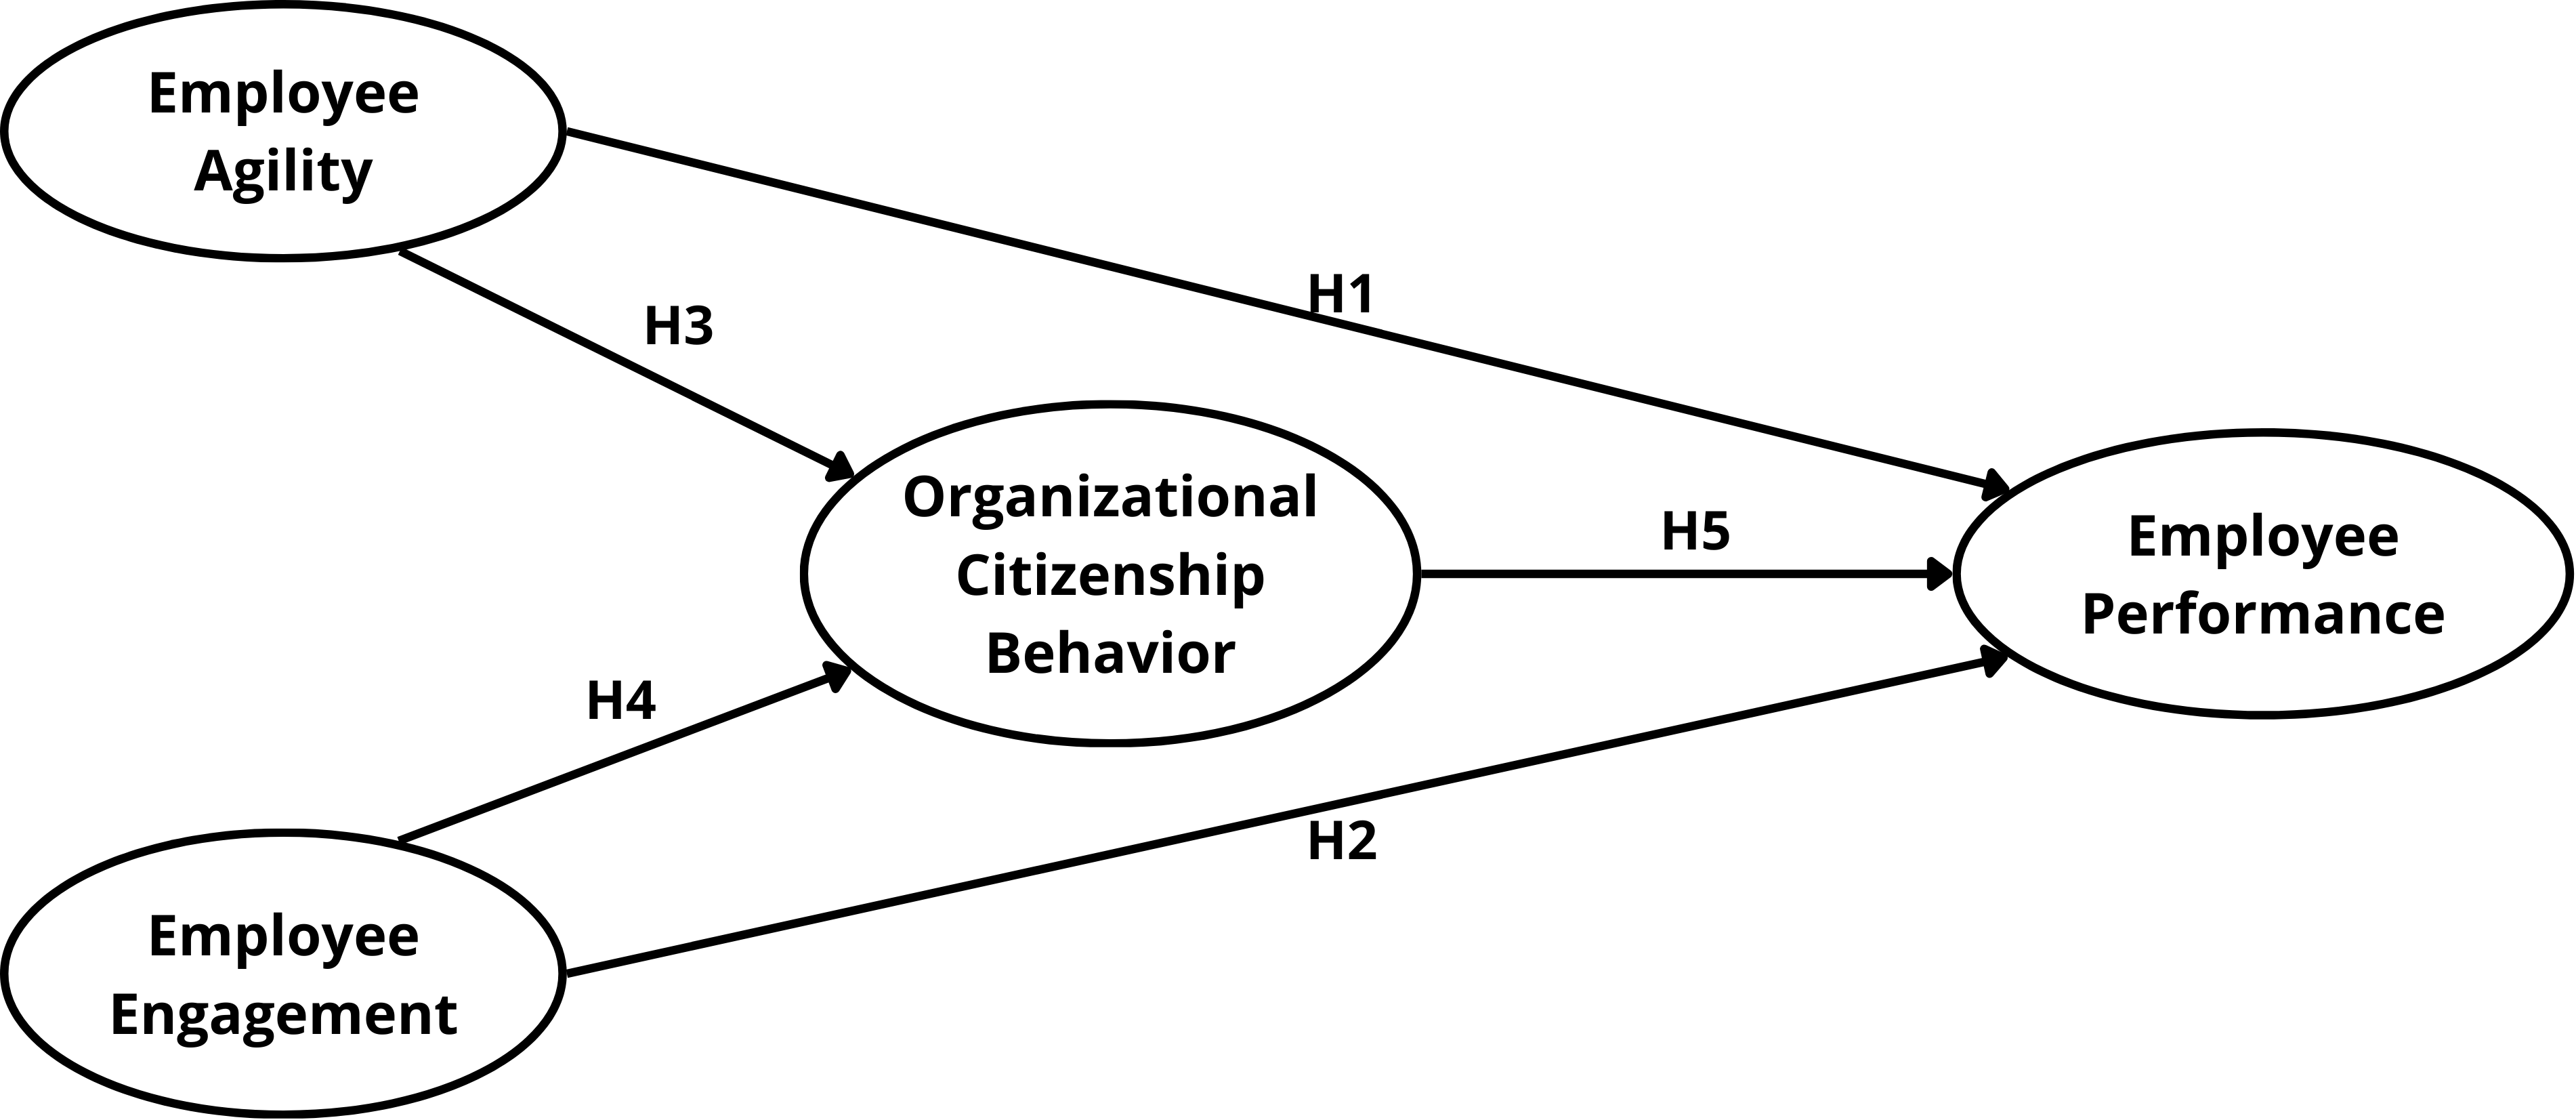 Employee
Agility
H1
H3
Organizational
Citizenship
Behavior
H5
Employee
Performance
H4
H2
Employee
Engagement